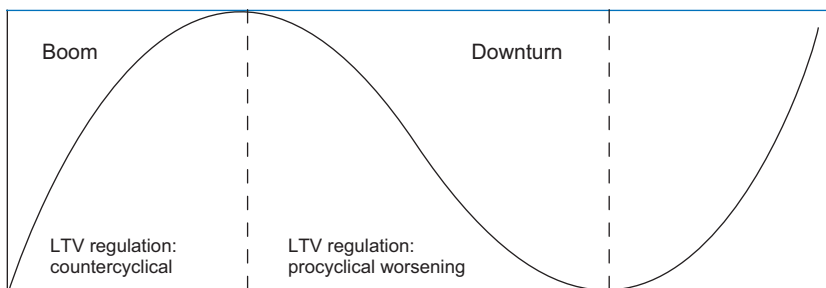 Boom
Downturn
LTV regulation:
countercyclical
LTV regulation:
procyclical worsening